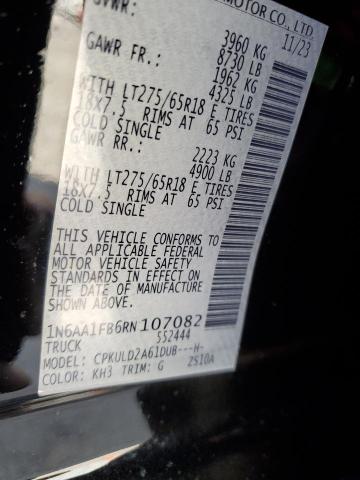 MOTOR CO., LTD.
GVWR: 11/23
3960 KG
8730 LB
GAWR FR.: 1962 KG
4325 LB
WITH LT275/65R18 E TIRES
18X7.5 RIMS AT 65 PSI
COLD SINGLE
GAWR RR.: 2223 KG
4900 LB
WITH LT275/65R18 E TIRES
18X7.5 RIMS AT 65 PSI
COLD SINGLE
THIS VEHICLE CONFORMS TO
ALL APPLICABLE FEDERAL
MOTOR VEHICLE SAFETY
STANDARDS IN EFFECT ON
THE DATE OF MANUFACTURE
SHOWN ABOVE.
1N6AA1FB6RN107082
TRUCK 552444
MODEL: CPKULD2A61DUB---H-
COLOR: KH3 TRIM: G 2S10A